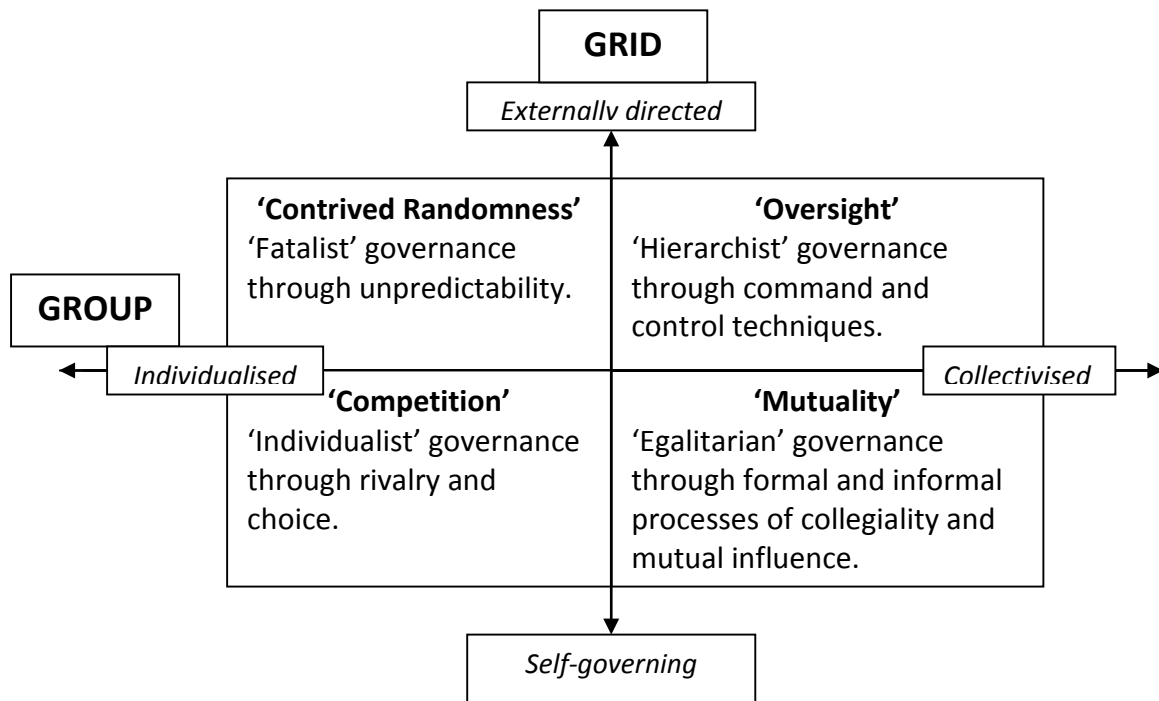 GRID
Externally directed
‘Contrived Randomness’
‘Fatalist’ governance
through unpredictability.
‘Oversight’
‘Hierarchist’ governance
through command and
control techniques.
GROUP
Individualised
Collectivised
‘Competition’
‘Individualist’ governance
through rivalry and
choice.
‘Mutuality’
‘Egalitarian’ governance
through formal and informal
processes of collegiality and
mutual influence.
Self-governing